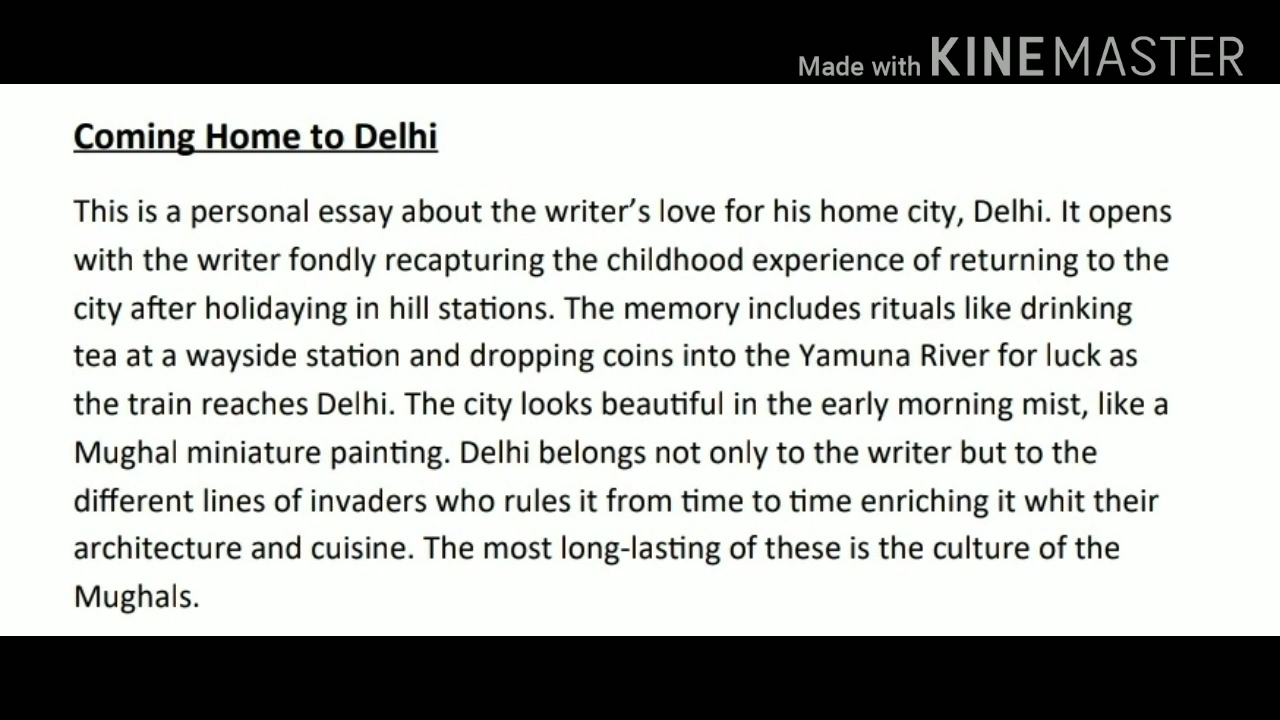 Made with KINEMASTER
Coming Home to Delhi
This is a personal essay about the writer’s love for his home city, Delhi. It opens
with the writer fondly recapturing the childhood experience of returning to the
city after holidaying in hill stations. The memory includes rituals like drinking
tea at a wayside station and dropping coins into the Yamuna River for luck as
the train reaches Delhi. The city looks beautiful in the early morning mist, like a
Mughal miniature painting. Delhi belongs not only to the writer but to the
different lines of invaders who rules it from time to time enriching it whit their
architecture and cuisine. The most long-lasting of these is the culture of the
Mughals.